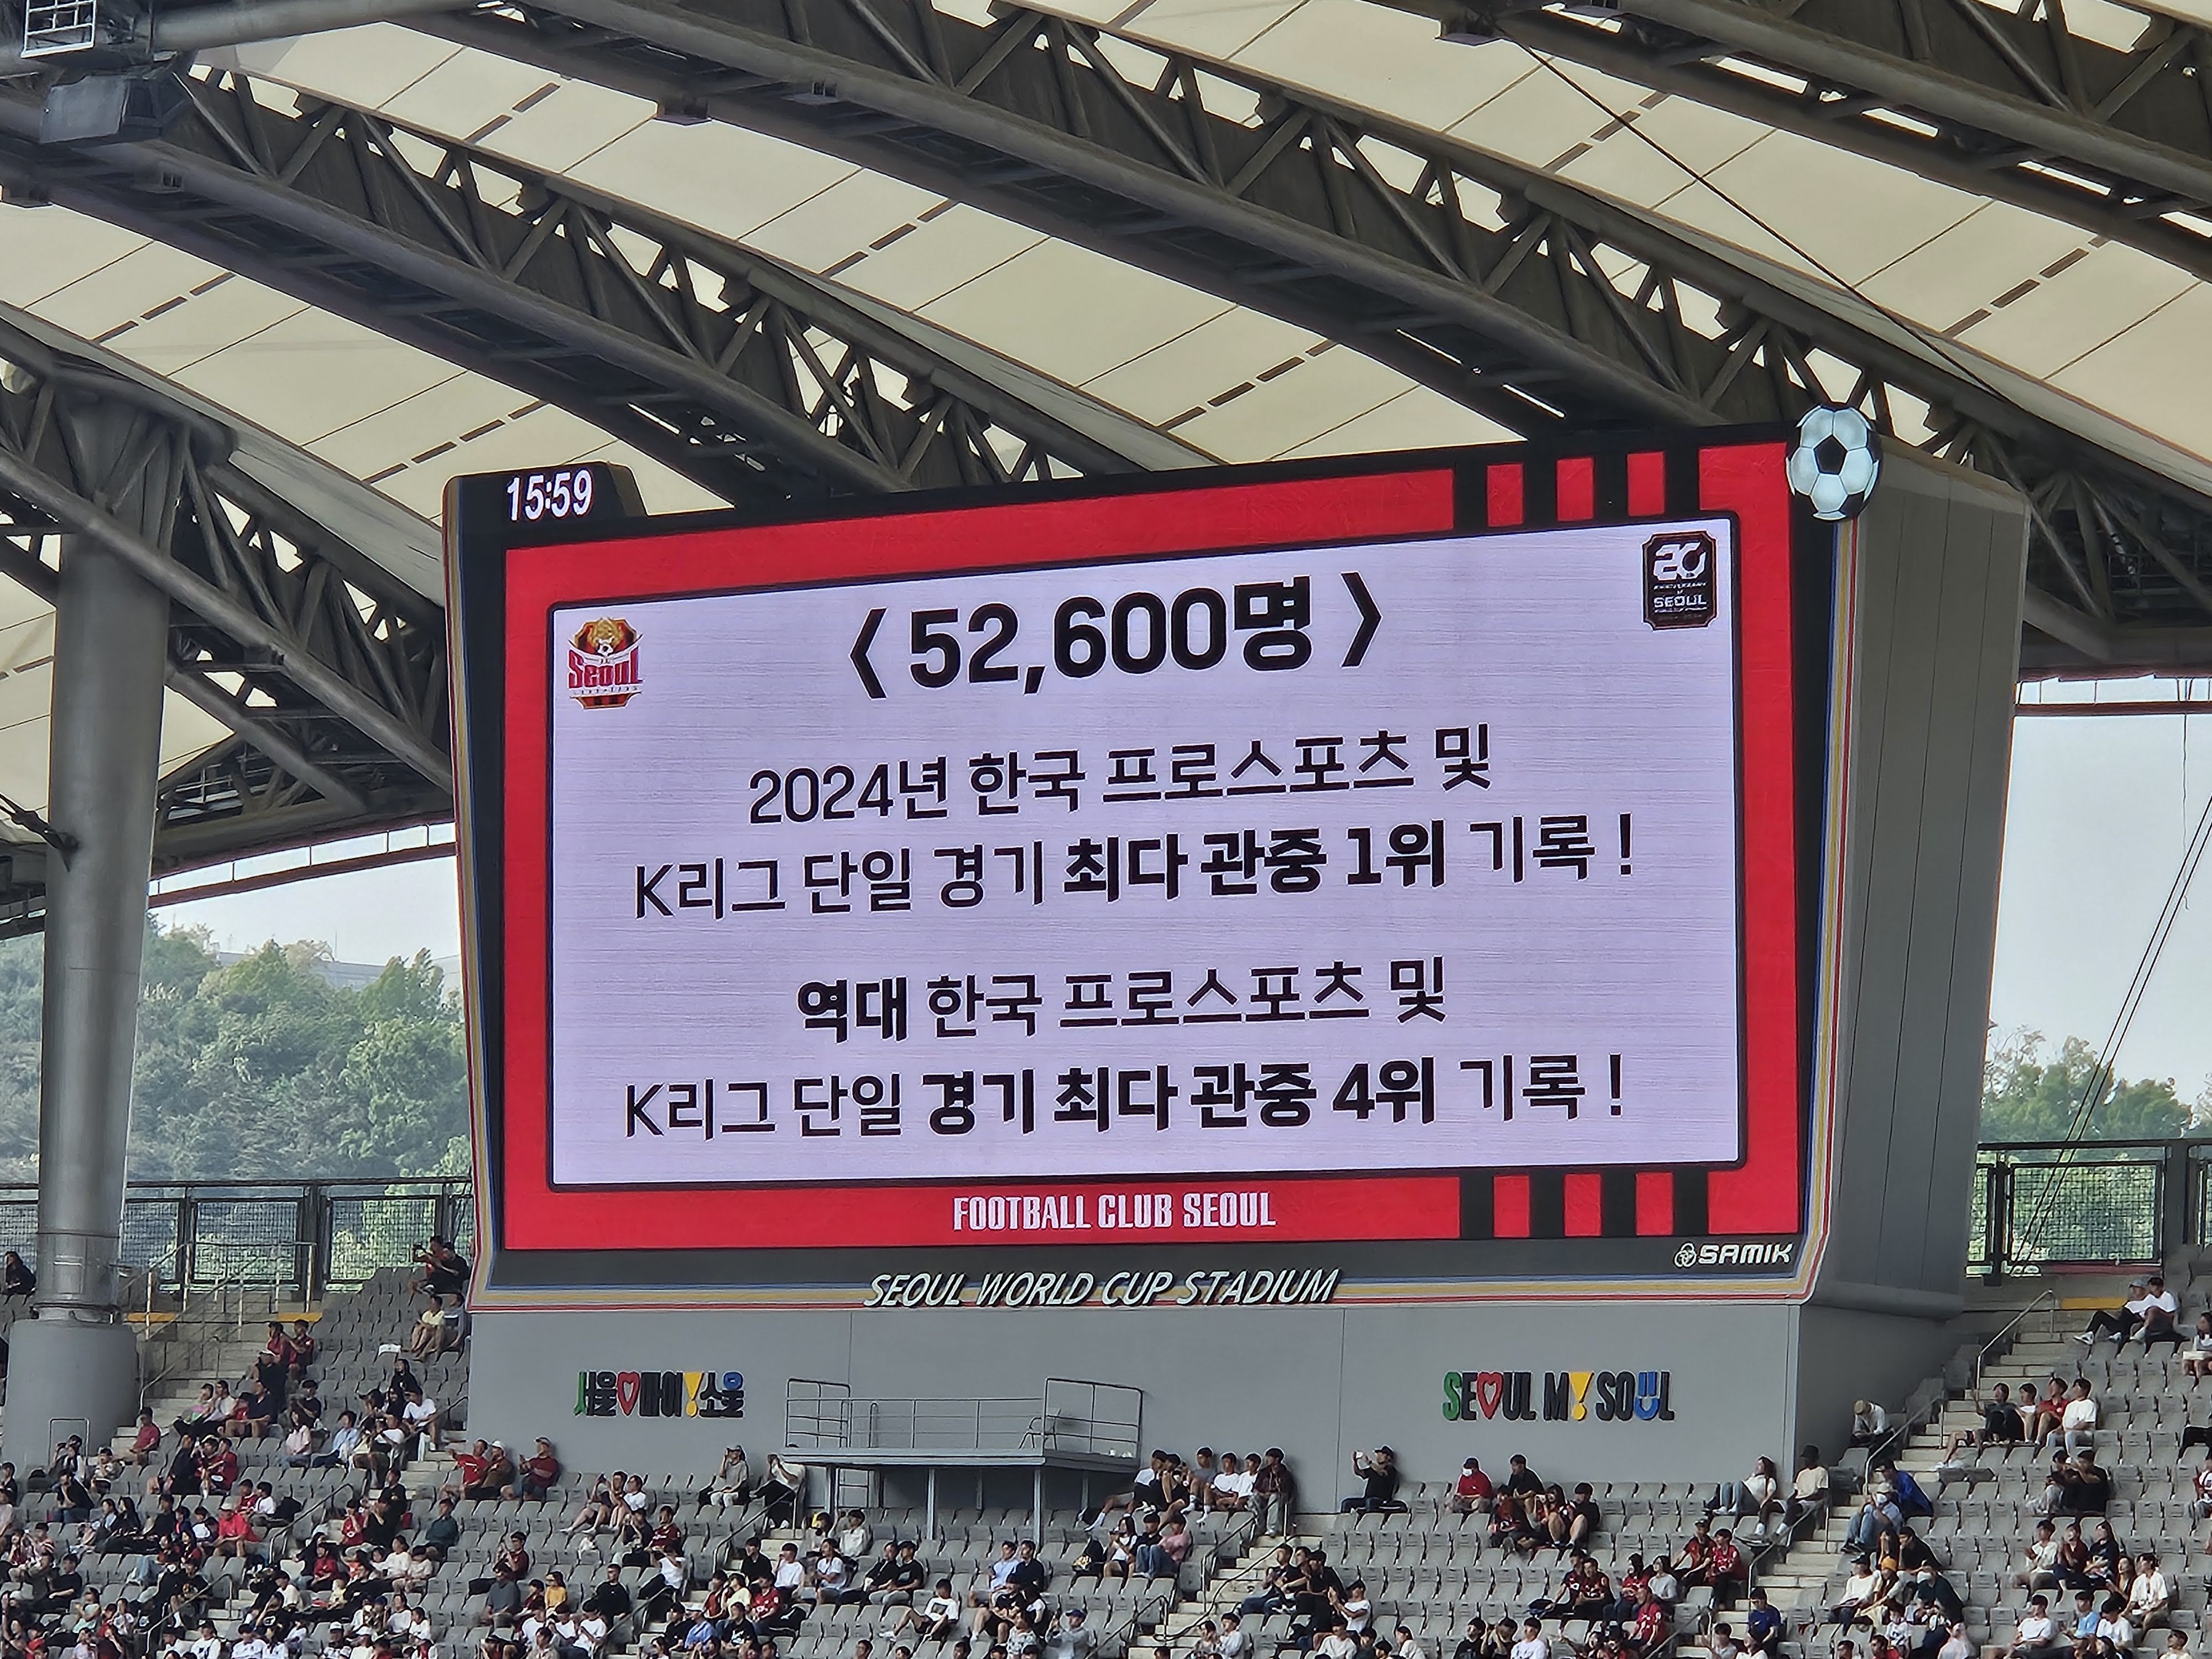 15:59
20
SEOUL
Seoul
〈 52,600명 〉
2024년 한국 프로스포츠 및
K리그 단일 경기 최다 관중 1위 기록 !
역대 한국 프로스포츠 및
K리그 단일 경기 최다 관중 4위 기록 !
FOOTBALL CLUB SEOUL
SAMIK
SEOUL WORLD CUP STADIUM
서울♡마이!소울
SE♡UL M! SOUL